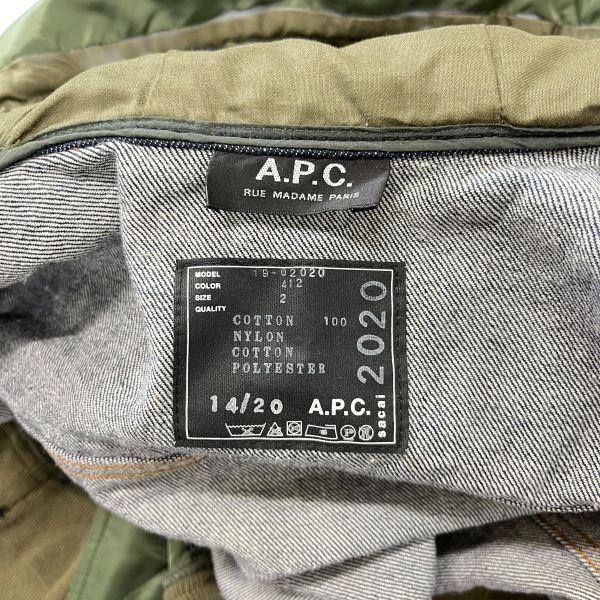 A.P.C.
RUE MADAME PARIS
MODEL 19-02020
COLOR 412
SIZE 2
QUALITY
COTTON 100
NYLON
COTTON
POLYESTER
14/20 A.P.C.
sacai 2020